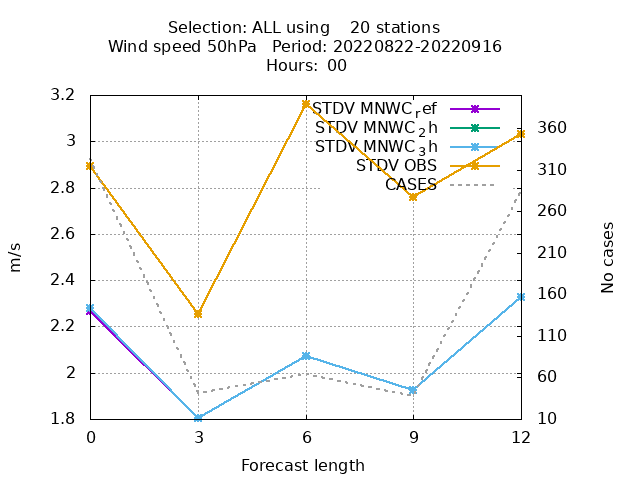 Selection: ALL using    20 stations
Wind speed 50hPa   Period: 20220822-20220916
Hours: 00
STDV MNWC_ref
STDV MNWC_2h
STDV MNWC_3h
STDV OBS
CASES
3.2
3
2.8
2.6
2.4
2.2
2
1.8
m/s
360
310
260
210
160
110
60
10
No cases
0 3 6 9 12
Forecast length